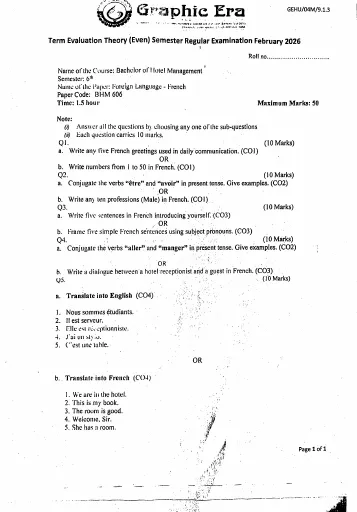 Graphic Era
GEHU/04M/9.1.3
Term Evaluation Theory (Even) Semester Regular Examination February 2026
Roll no.
Name of the Course: Bachelor of Hotel Management
Semester: 6th
Name of the Paper: Foreign Language - French
Paper Code: BHM 606
Time: 1.5 hour Maximum Marks: 50
Note:
(i) Answer all the questions by choosing any one of the sub-questions
(ii) Each question carries 10 marks.
Q1. (10 Marks)
a. Write any five French greetings used in daily communication. (CO1)
OR
b. Write numbers from 1 to 50 in French. (CO1)
Q2. (10 Marks)
a. Conjugate the verbs "être" and "avoir" in present tense. Give examples. (CO2)
OR
b. Write any ten professions (Male) in French. (CO1)
Q3. (10 Marks)
a. Write five sentences in French introducing yourself. (CO3)
OR
b. Frame five simple French sentences using subject pronouns. (CO3)
Q4. (10 Marks)
a. Conjugate the verbs "aller" and "manger" in present tense. Give examples. (CO2)
OR
b. Write a dialogue between a hotel receptionist and a guest in French. (CO3)
Q5. (10 Marks)
a. Translate into English (CO4)
1. Nous sommes étudiants.
2. Il est serveur.
3. Elle est réceptionniste.
4. J'ai un stylo.
5. C'est une table.
OR
b. Translate into French (CO4)
1. We are in the hotel.
2. This is my book.
3. The room is good.
4. Welcome, Sir.
5. She has a room.
Page 1 of 1